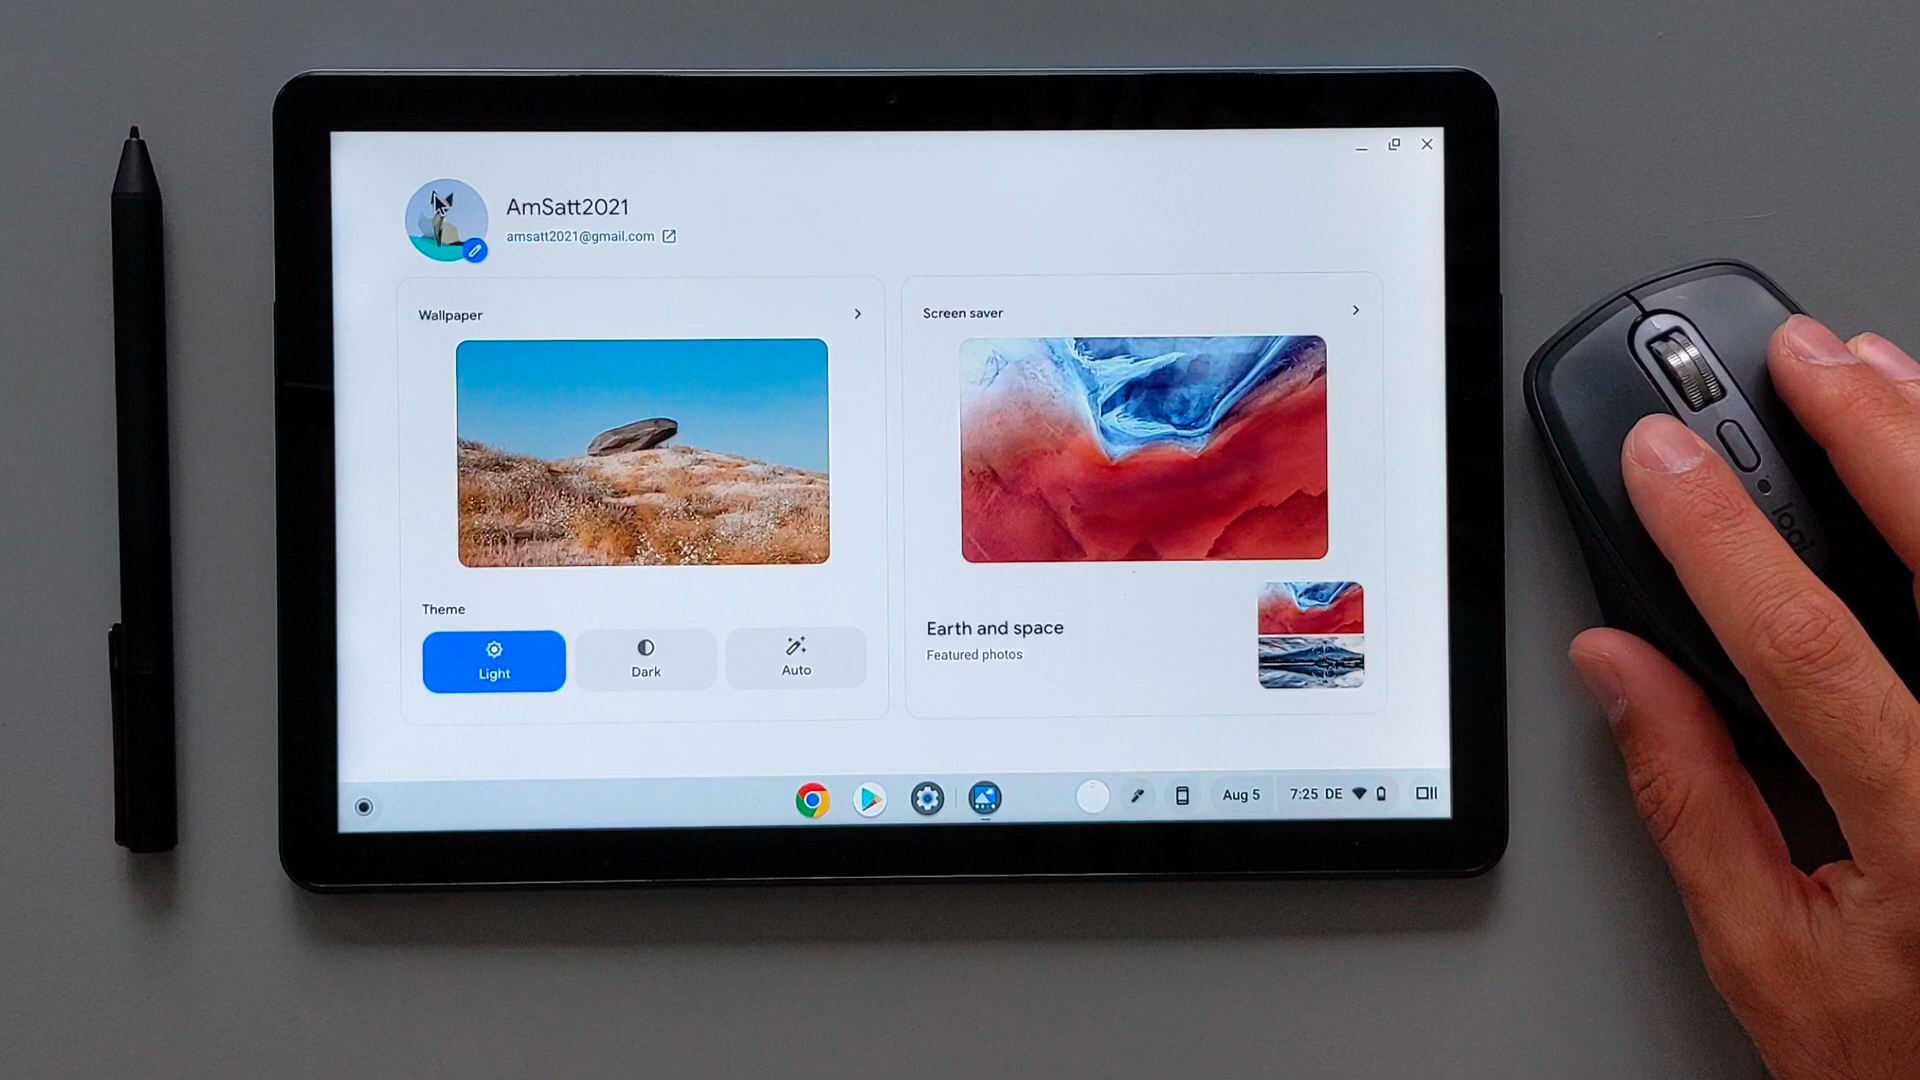 AmSatt2021
amsatt2021@gmail.com
Wallpaper
Screen saver
Theme
Light
Dark
Auto
Earth and space
Featured photos
Aug 5
7:25 DE
logi